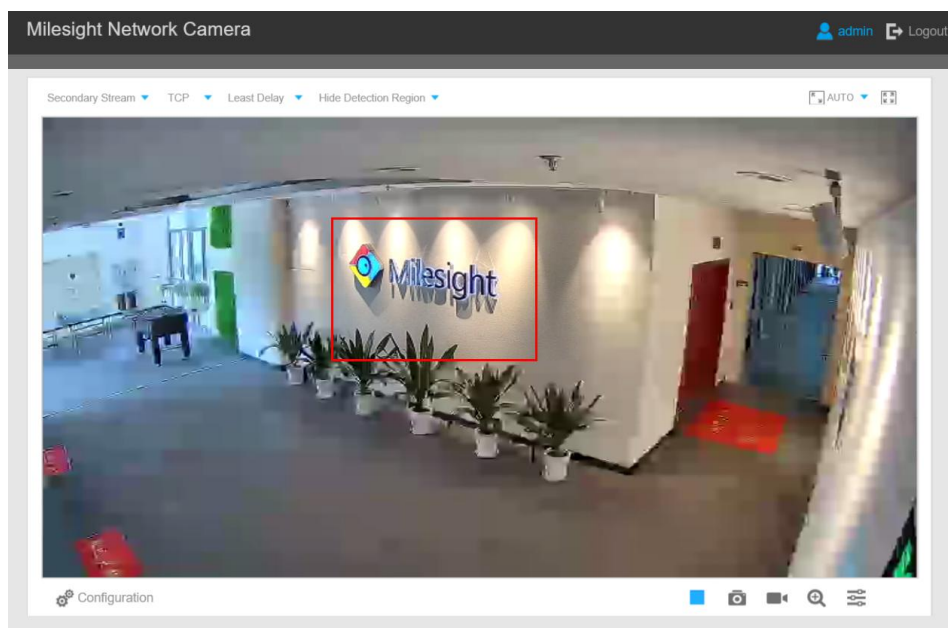 Milesight Network Camera
admin Logout
Secondary Stream TCP Least Delay Hide Detection Region AUTO
Milesight
Configuration